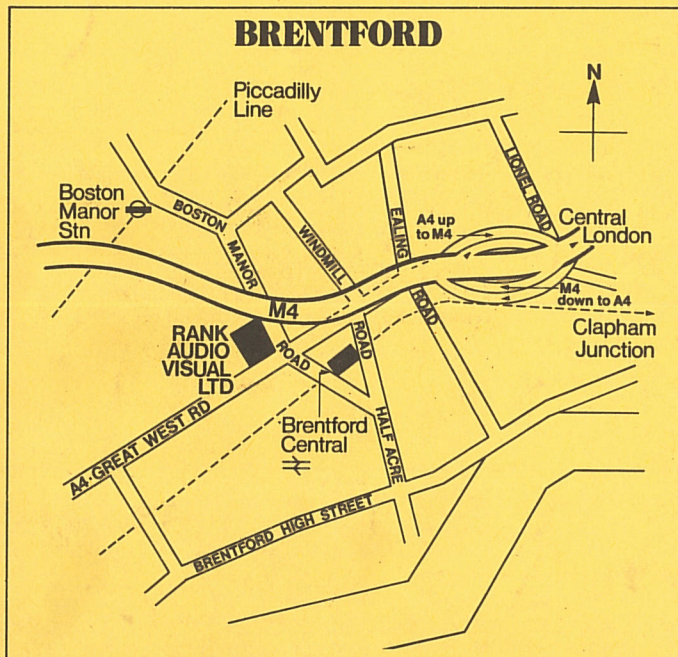 BRENTFORD
Piccadilly
Line
N
Boston
Manor
Stn
BOSTON
MANOR
ROAD
WINDMILL
ROAD
EALING
ROAD
LIONEL ROAD
A4 up
to M4
Central
London
M4
M4
down to A4
Clapham
Junction
RANK
AUDIO
VISUAL
LTD
Brentford
Central
HALF ACRE
A4·GREAT WEST RD
BRENTFORD HIGH STREET